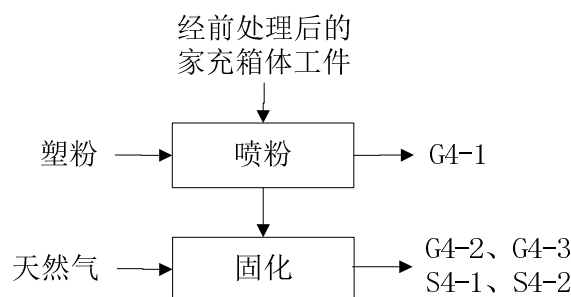 经前处理后的
家充箱体工件
塑粉
喷粉
G4-1
天然气
固化
G4-2、G4-3
S4-1、S4-2